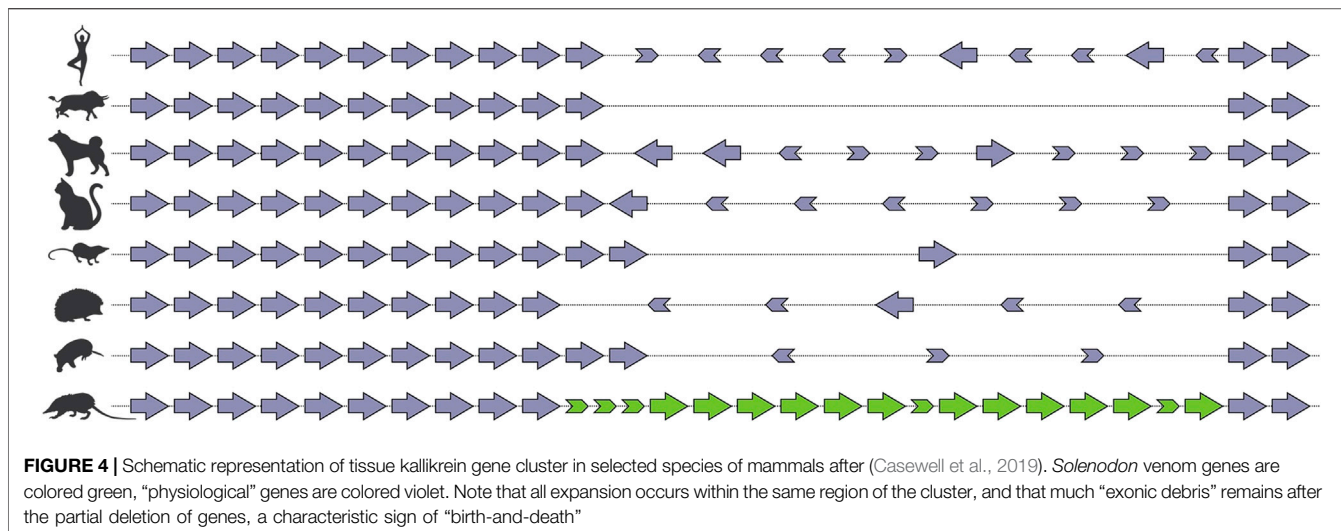 FIGURE 4 | Schematic representation of tissue kallikrein gene cluster in selected species of mammals after (Casewell et al., 2019). Solenodon venom genes are
colored green, “physiological” genes are colored violet. Note that all expansion occurs within the same region of the cluster, and that much “exonic debris” remains after
the partial deletion of genes, a characteristic sign of “birth-and-death”